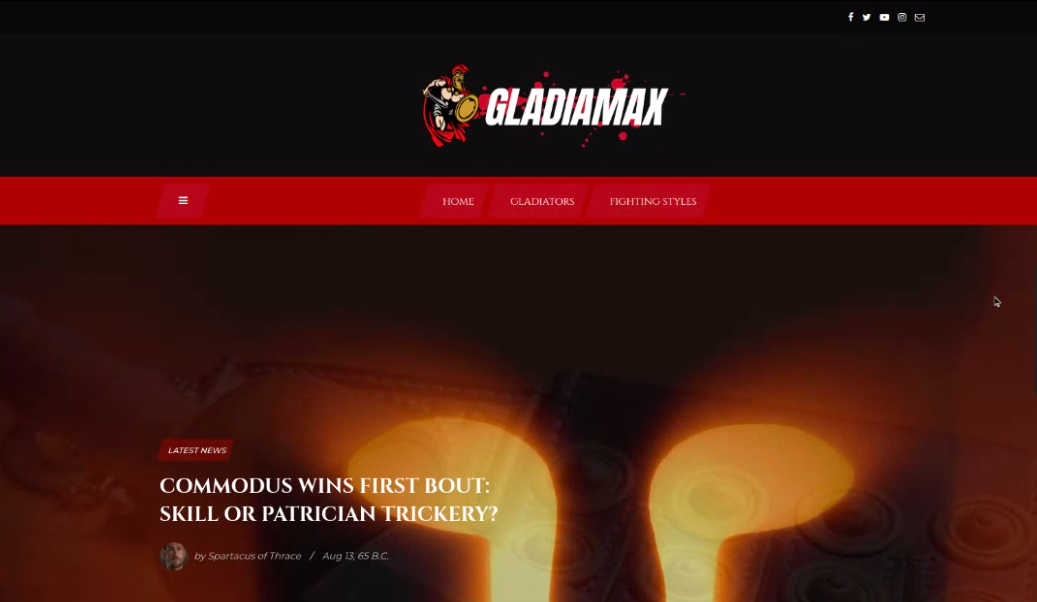 GLADIAMAX
HOME GLADIATORS FIGHTING STYLES
LATEST NEWS
COMMODUS WINS FIRST BOUT:
SKILL OR PATRICIAN TRICKERY?
by Spartacus of Thrace / Aug 13, 65 B.C.